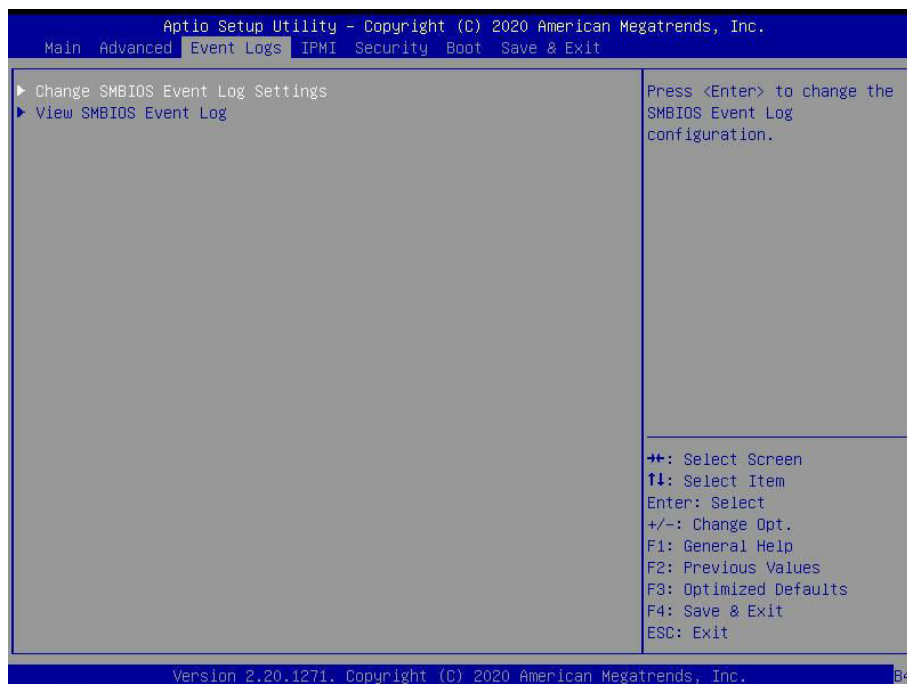 Aptio Setup Utility – Copyright (C) 2020 American Megatrends, Inc.
Main Advanced Event Logs IPMI Security Boot Save & Exit
▶ Change SMBIOS Event Log Settings
▶ View SMBIOS Event Log
Press <Enter> to change the
SMBIOS Event Log
configuration.
→←: Select Screen
↑↓: Select Item
Enter: Select
+/-: Change Opt.
F1: General Help
F2: Previous Values
F3: Optimized Defaults
F4: Save & Exit
ESC: Exit
Version 2.20.1271. Copyright (C) 2020 American Megatrends, Inc.